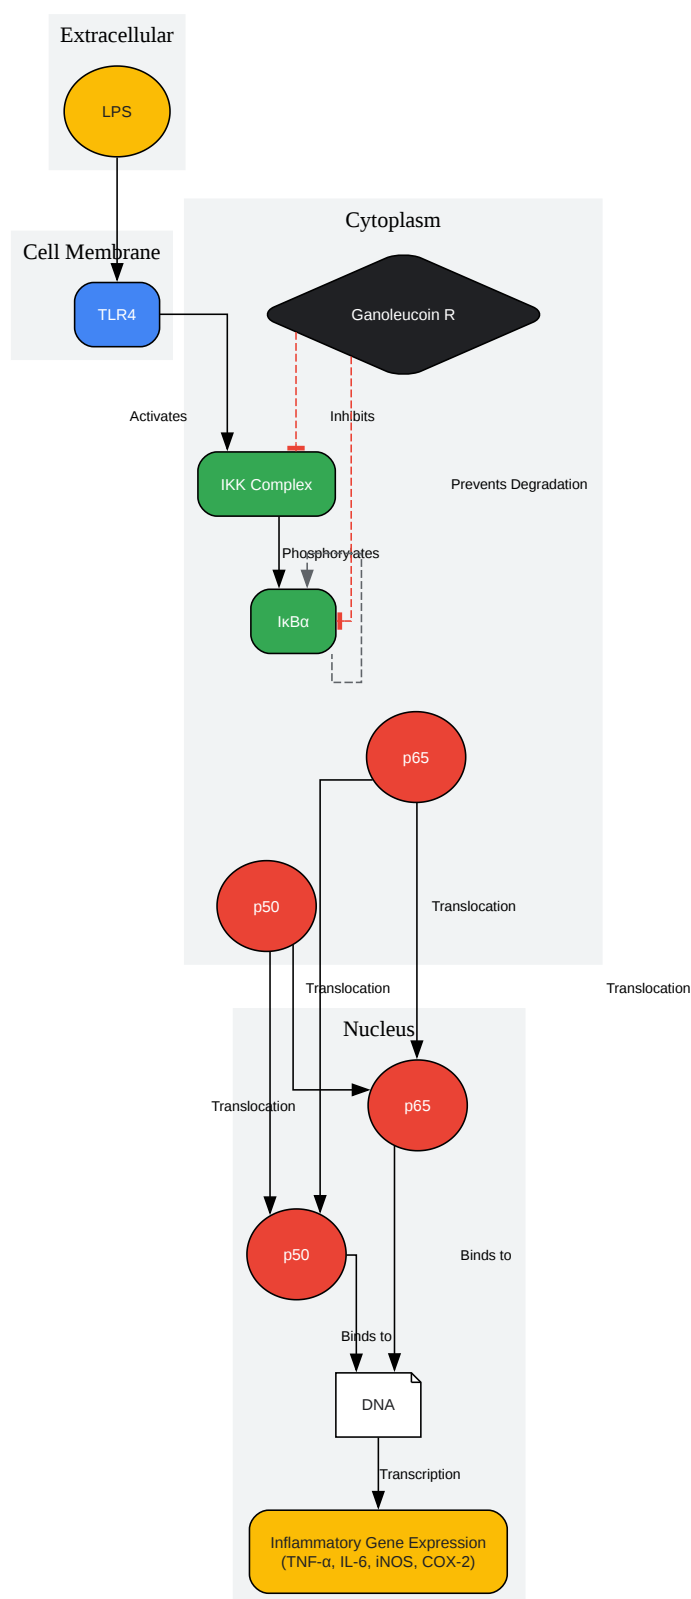 Extracellular
LPS
Cytoplasm
Cell Membrane
TLR4
Ganoleucoin R
Activates
Inhibits
IKK Complex
Prevents Degradation
Phosphorylates
IκBα
p65
p50
Translocation
Translocation
Translocation
Nucleus
p65
Translocation
p50
Binds to
Binds to
DNA
Transcription
Inflammatory Gene Expression
(TNF-α, IL-6, iNOS, COX-2)